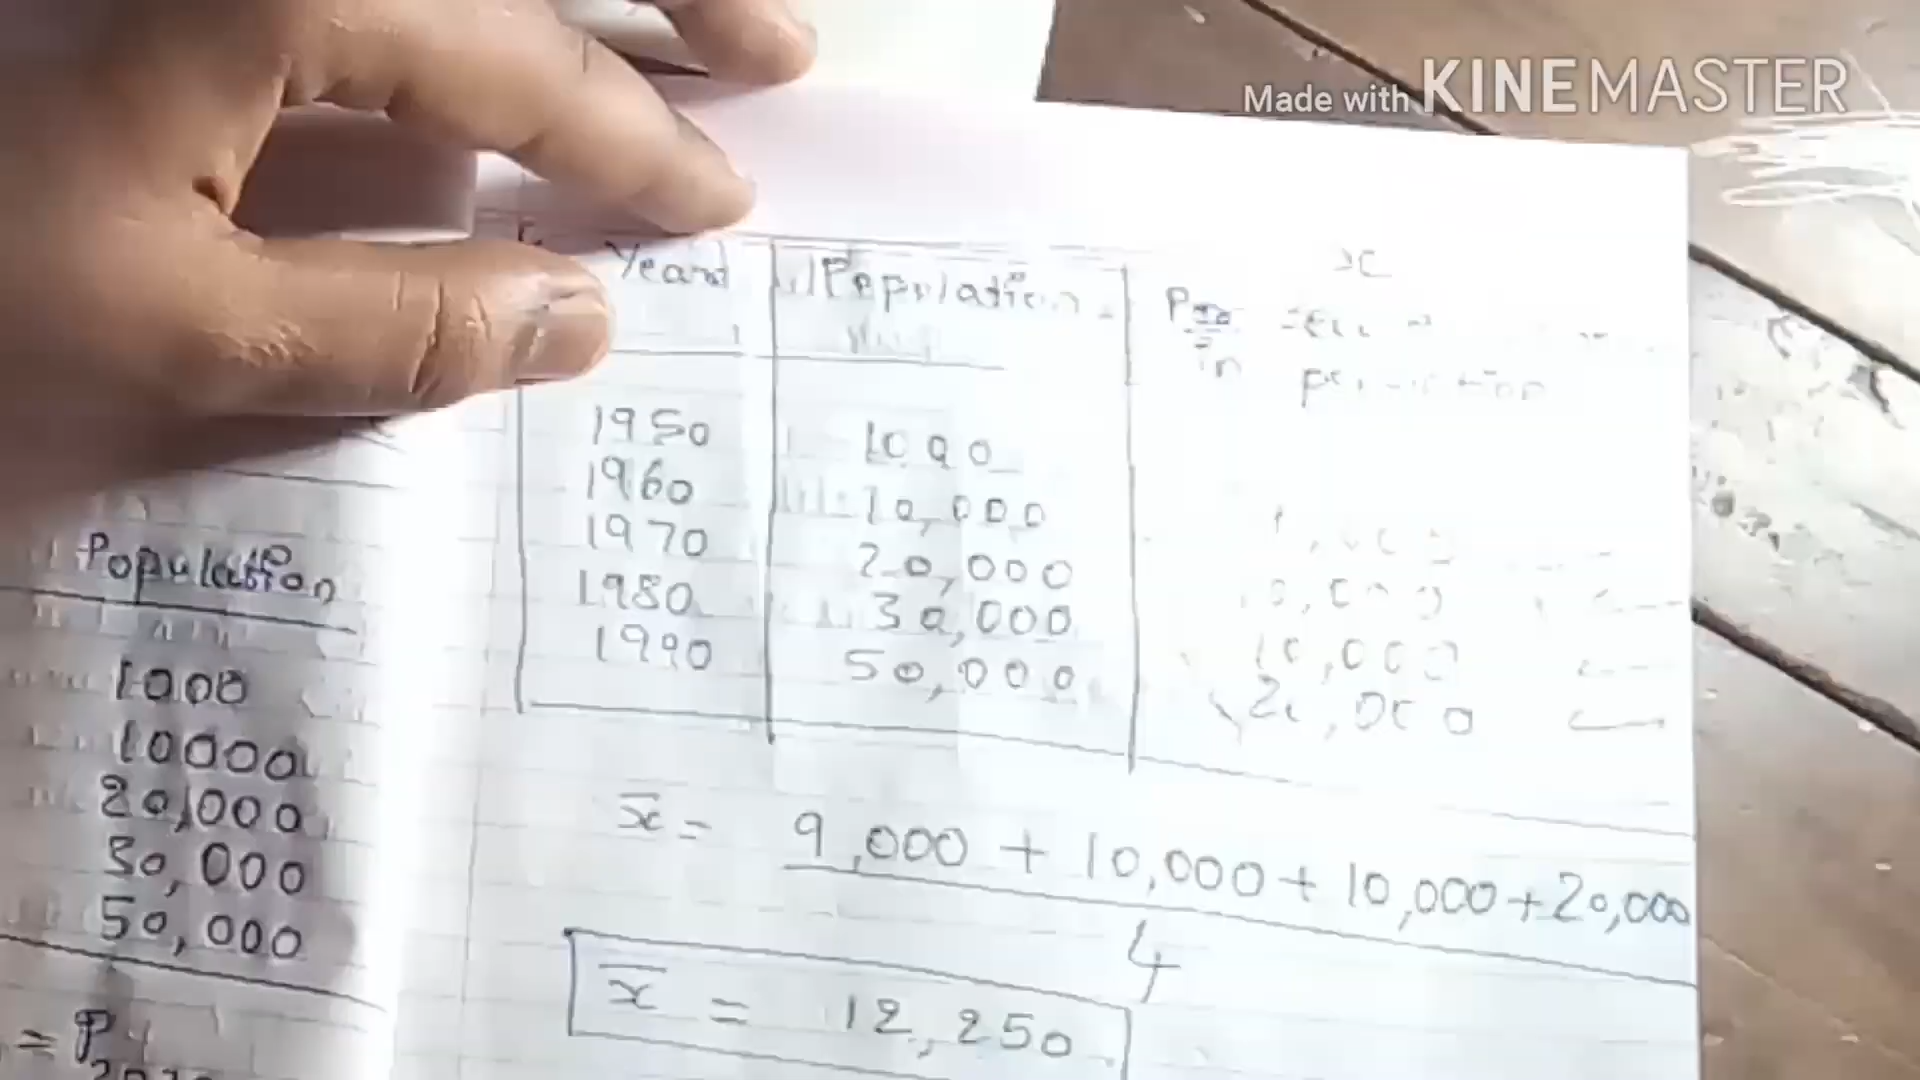 Made with KINEMASTER
Year Population x
in
1950 1000
1960 10,000
1970 20,000 10,000
1980 30,000 10,000
1990 50,000 20,000
x̄ = 9,000 + 10,000 + 10,000 + 20,000
4
x̄ = 12,250
Population
1000
10000
20,000
30,000
50,000
= P